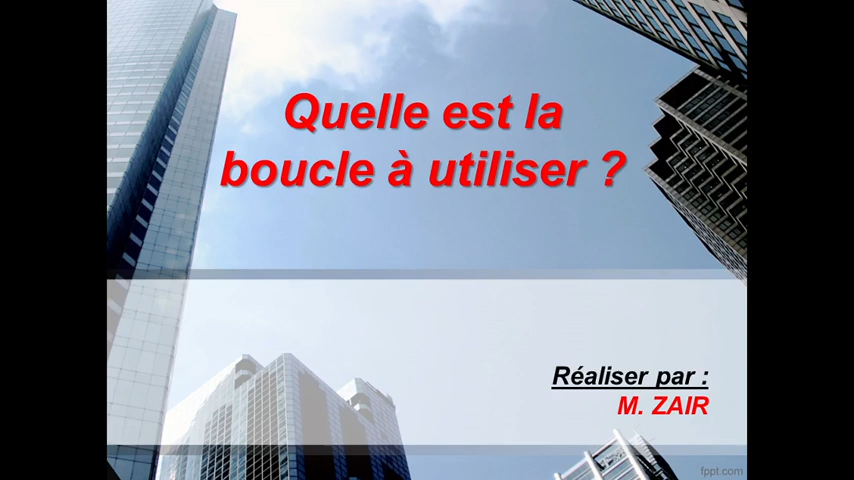 Quelle est la
boucle à utiliser ?
Réaliser par :
M. ZAIR
fppt.com